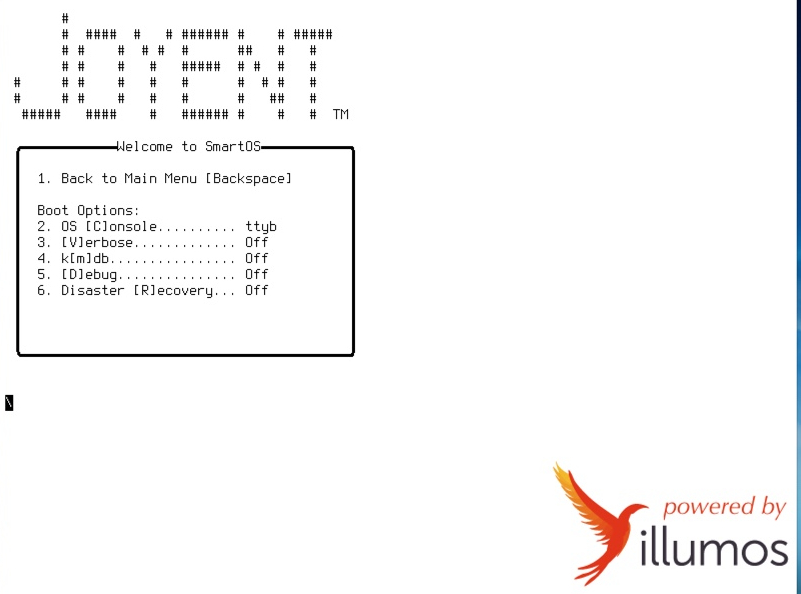 JOYENT TM
Welcome to SmartOS
1. Back to Main Menu [Backspace]
Boot Options:
2. OS [C]onsole.......... ttyb
3. [V]erbose............. Off
4. k[m]db................ Off
5. [D]ebug............... Off
6. Disaster [R]ecovery... Off
\
powered by
illumos